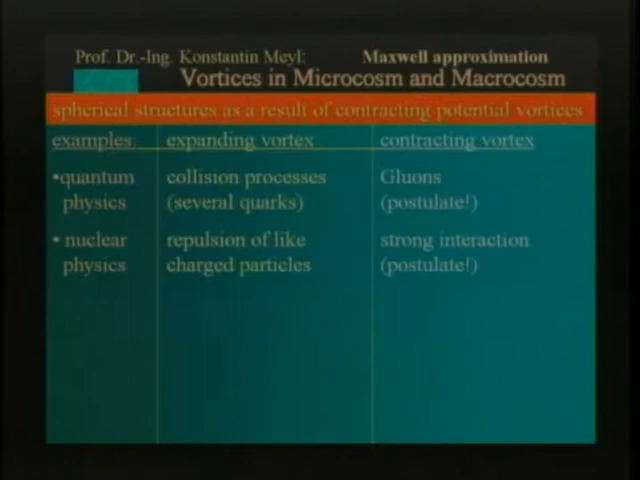 Prof. Dr.-Ing. Konstantin Meyl: Maxwell approximation
Vortices in Microcosm and Macrocosm
spherical structures as a result of contracting potential vortices
examples: expanding vortex contracting vortex
•quantum collision processes Gluons
physics (several quarks) (postulate!)
• nuclear repulsion of like strong interaction
physics charged particles (postulate!)